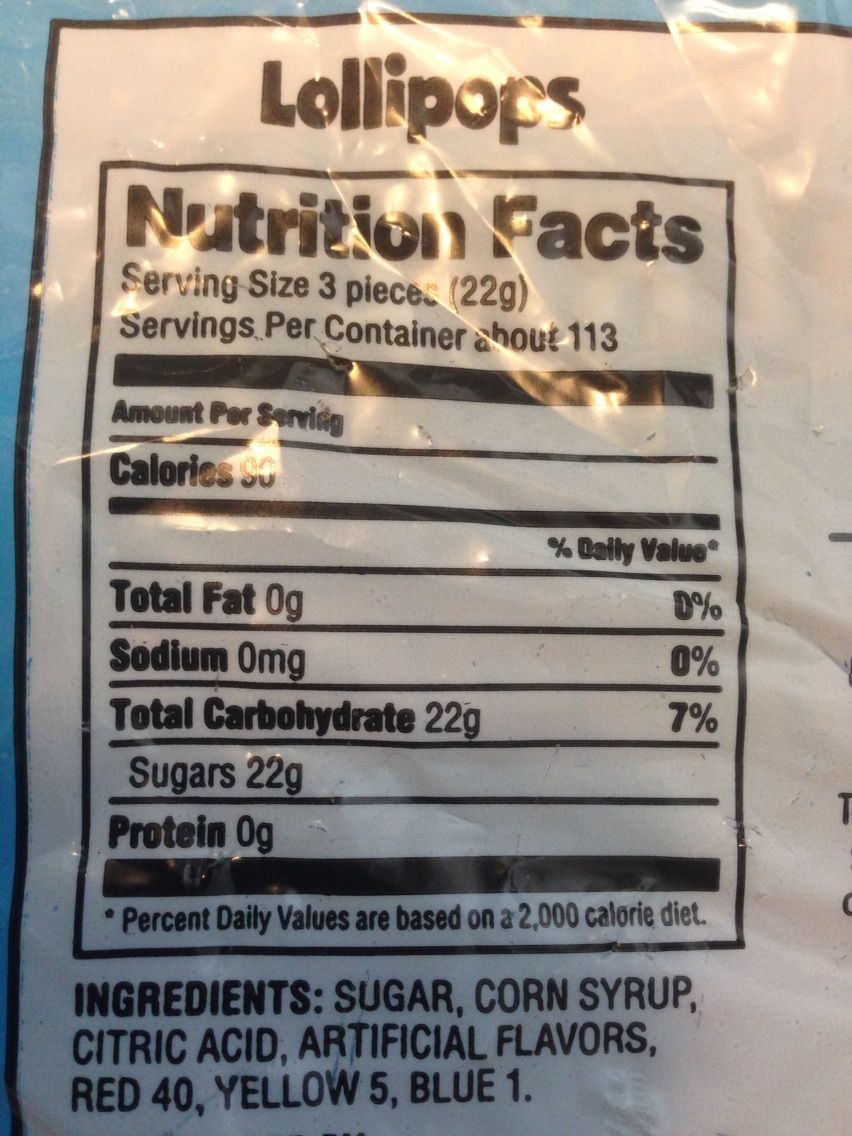 Lollipops
Nutrition Facts
Serving Size 3 pieces (22g)
Servings Per Container about 113
Amount Per Serving
Calories 90
% Daily Value*
Total Fat 0g 0%
Sodium 0mg 0%
Total Carbohydrate 22g 7%
Sugars 22g
Protein 0g
* Percent Daily Values are based on a 2,000 calorie diet.
INGREDIENTS: SUGAR, CORN SYRUP,
CITRIC ACID, ARTIFICIAL FLAVORS,
RED 40, YELLOW 5, BLUE 1.